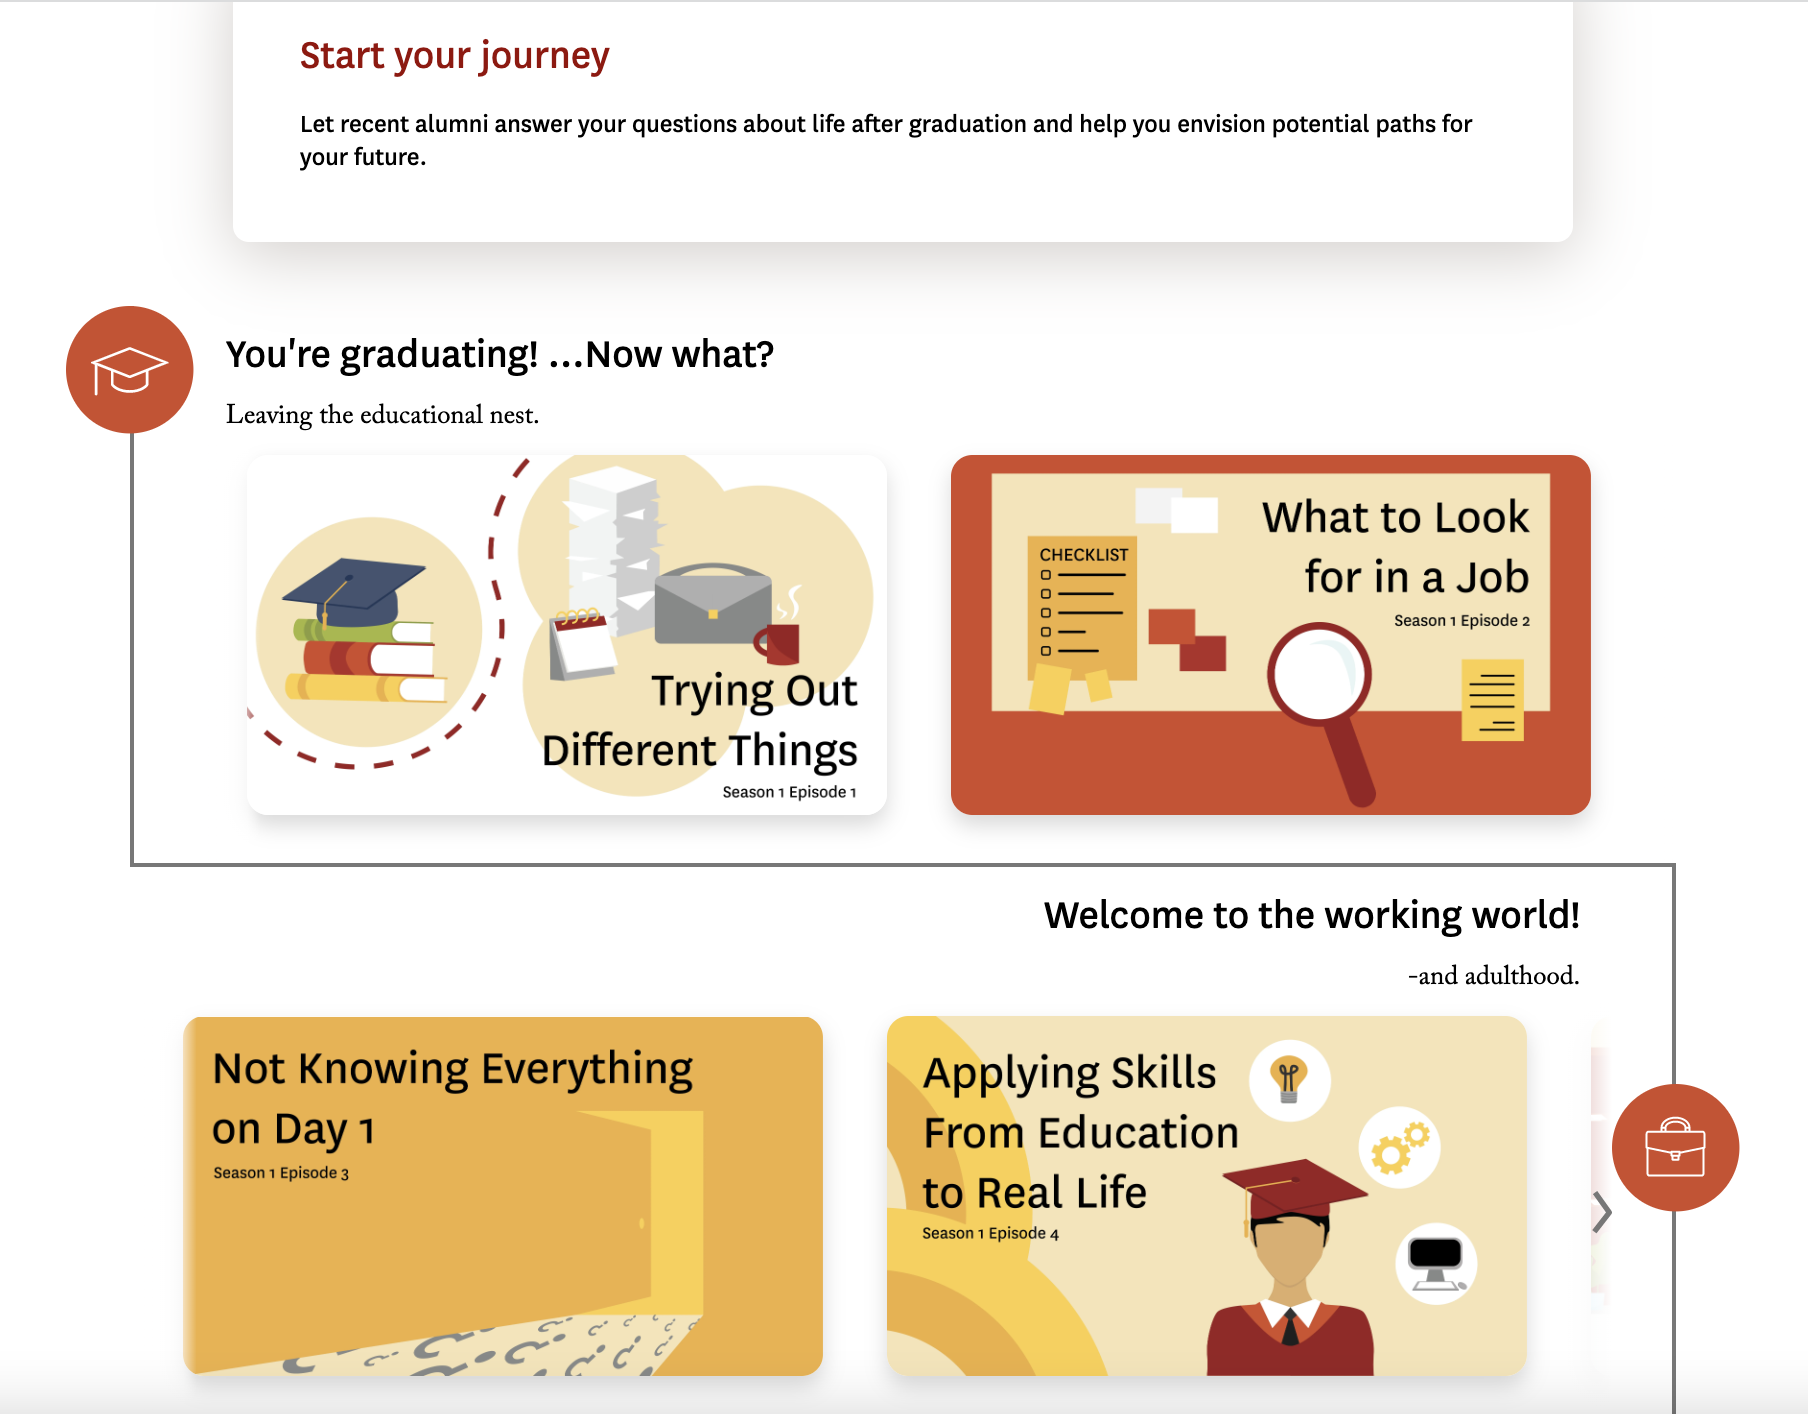 Start your journey
Let recent alumni answer your questions about life after graduation and help you envision potential paths for
your future.
You're graduating! ...Now what?
Leaving the educational nest.
Trying Out
Different Things
Season 1 Episode 1
What to Look
for in a Job
Season 1 Episode 2
CHECKLIST
Welcome to the working world!
-and adulthood.
Not Knowing Everything
on Day 1
Season 1 Episode 3
Applying Skills
From Education
to Real Life
Season 1 Episode 4